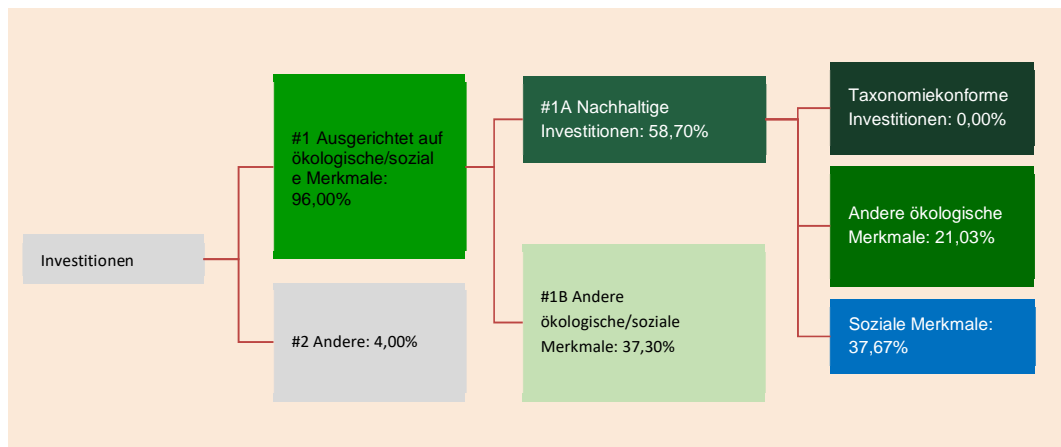 Investitionen
#1 Ausgerichtet auf
ökologische/sozial
e Merkmale:
96,00%
#2 Andere: 4,00%
#1A Nachhaltige
Investitionen: 58,70%
#1B Andere
ökologische/soziale
Merkmale: 37,30%
Taxonomiekonforme
Investitionen: 0,00%
Andere ökologische
Merkmale: 21,03%
Soziale Merkmale:
37,67%